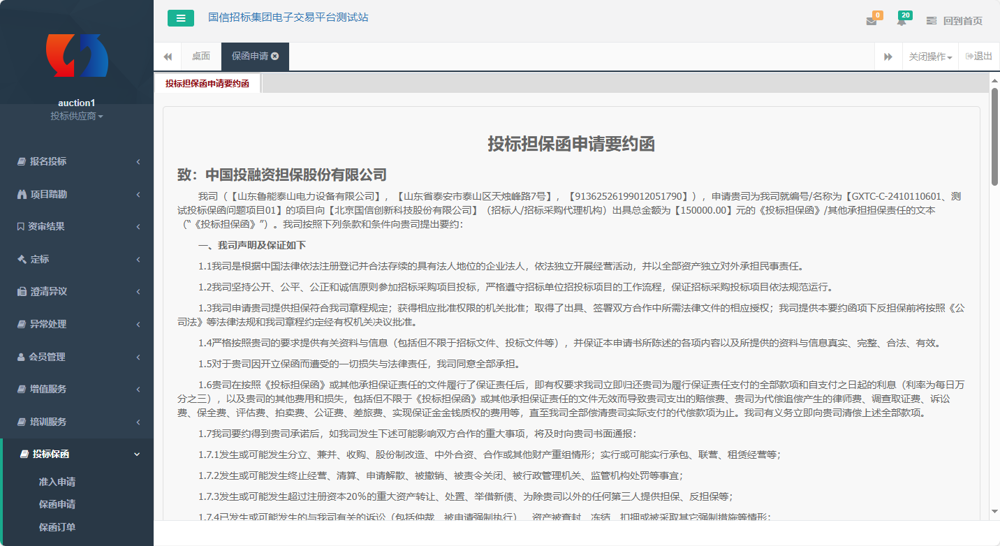 国信招标集团电子交易平台测试站
0
20
回到首页
桌面
保函申请
关闭操作
退出
auction1
投标供应商
报名投标
项目踏勘
资审结果
定标
澄清异议
异常处理
会员管理
增值服务
培训服务
投标保函
准入申请
保函申请
保函订单
投标担保函申请要约函
投标担保函申请要约函
致：中国投融资担保股份有限公司
我司（【山东鲁能泰山电力设备有限公司】，【山东省泰安市泰山区天烛峰路7号】，【91362526199012051790】），申请贵司为我司就编号/名称为【GXTC-C-2410110601、测
试投标保函问题项目01】的项目向【北京国信创新科技股份有限公司】（招标人/招标采购代理机构）出具总金额为【150000.00】元的《投标担保函》/其他承担担保责任的文本
（“《投标担保函》”）。我司按照下列条款和条件向贵司提出要约：
一、我司声明及保证如下
1.1我司是根据中国法律依法注册登记并合法存续的具有法人地位的企业法人，依法独立开展经营活动，并以全部资产独立对外承担民事责任。
1.2我司坚持公开、公平、公正和诚信原则参加招标采购项目投标，严格遵守招标单位招投标项目的工作流程，保证招标采购投标项目依法规范运行。
1.3我司申请贵司提供担保符合我司章程规定；获得相应批准权限的机关批准；取得了出具、签署双方合作中所需法律文件的相应授权；我司提供本要约函项下反担保前将按照《公
司法》等法律法规和我司章程约定经有权机关决议批准。
1.4严格按照贵司的要求提供有关资料与信息（包括但不限于招标文件、投标文件等），并保证本申请书所陈述的各项内容以及所提供的资料与信息真实、完整、合法、有效。
1.5对于贵司因开立保函而遭受的一切损失与法律责任，我司同意全部承担。
1.6贵司在按照《投标担保函》或其他承担保证责任的文件履行了保证责任后，即有权要求我司立即归还贵司为履行保证责任支付的全部款项和自支付之日起的利息（利率为每日万
分之三），以及贵司的其他费用和损失，包括但不限于《投标担保函》或其他承担保证责任的文件无效而导致贵司支出的赔偿费、贵司为代偿追偿产生的律师费、调查取证费、诉讼
费、保全费、评估费、拍卖费、公证费、差旅费、实现保证金金钱质权的费用等，直至我司全部偿清贵司实际支付的代偿款项为止。我司有义务立即向贵司清偿上述全部款项。
1.7我司要约得到贵司承诺后，如我司发生下述可能影响双方合作的重大事项，将及时向贵司书面通报：
1.7.1发生或可能发生分立、兼并、收购、股份制改造、中外合资、合作或其他财产重组情形；实行或可能实行承包、联营、租赁经营等；
1.7.2发生或可能发生终止经营、清算、申请解散、被撤销、被责令关闭、被行政管理机关、监管机构处罚等事宜；
1.7.3发生或可能发生超过注册资本20%的重大资产转让、处置、举借新债、为除贵司以外的任何第三人提供担保、反担保等；
1.7.4已发生或可能发生的与我司有关的诉讼（包括仲裁、被申请强制执行）、资产被查封、冻结、扣押或被采取其它强制措施等情形；